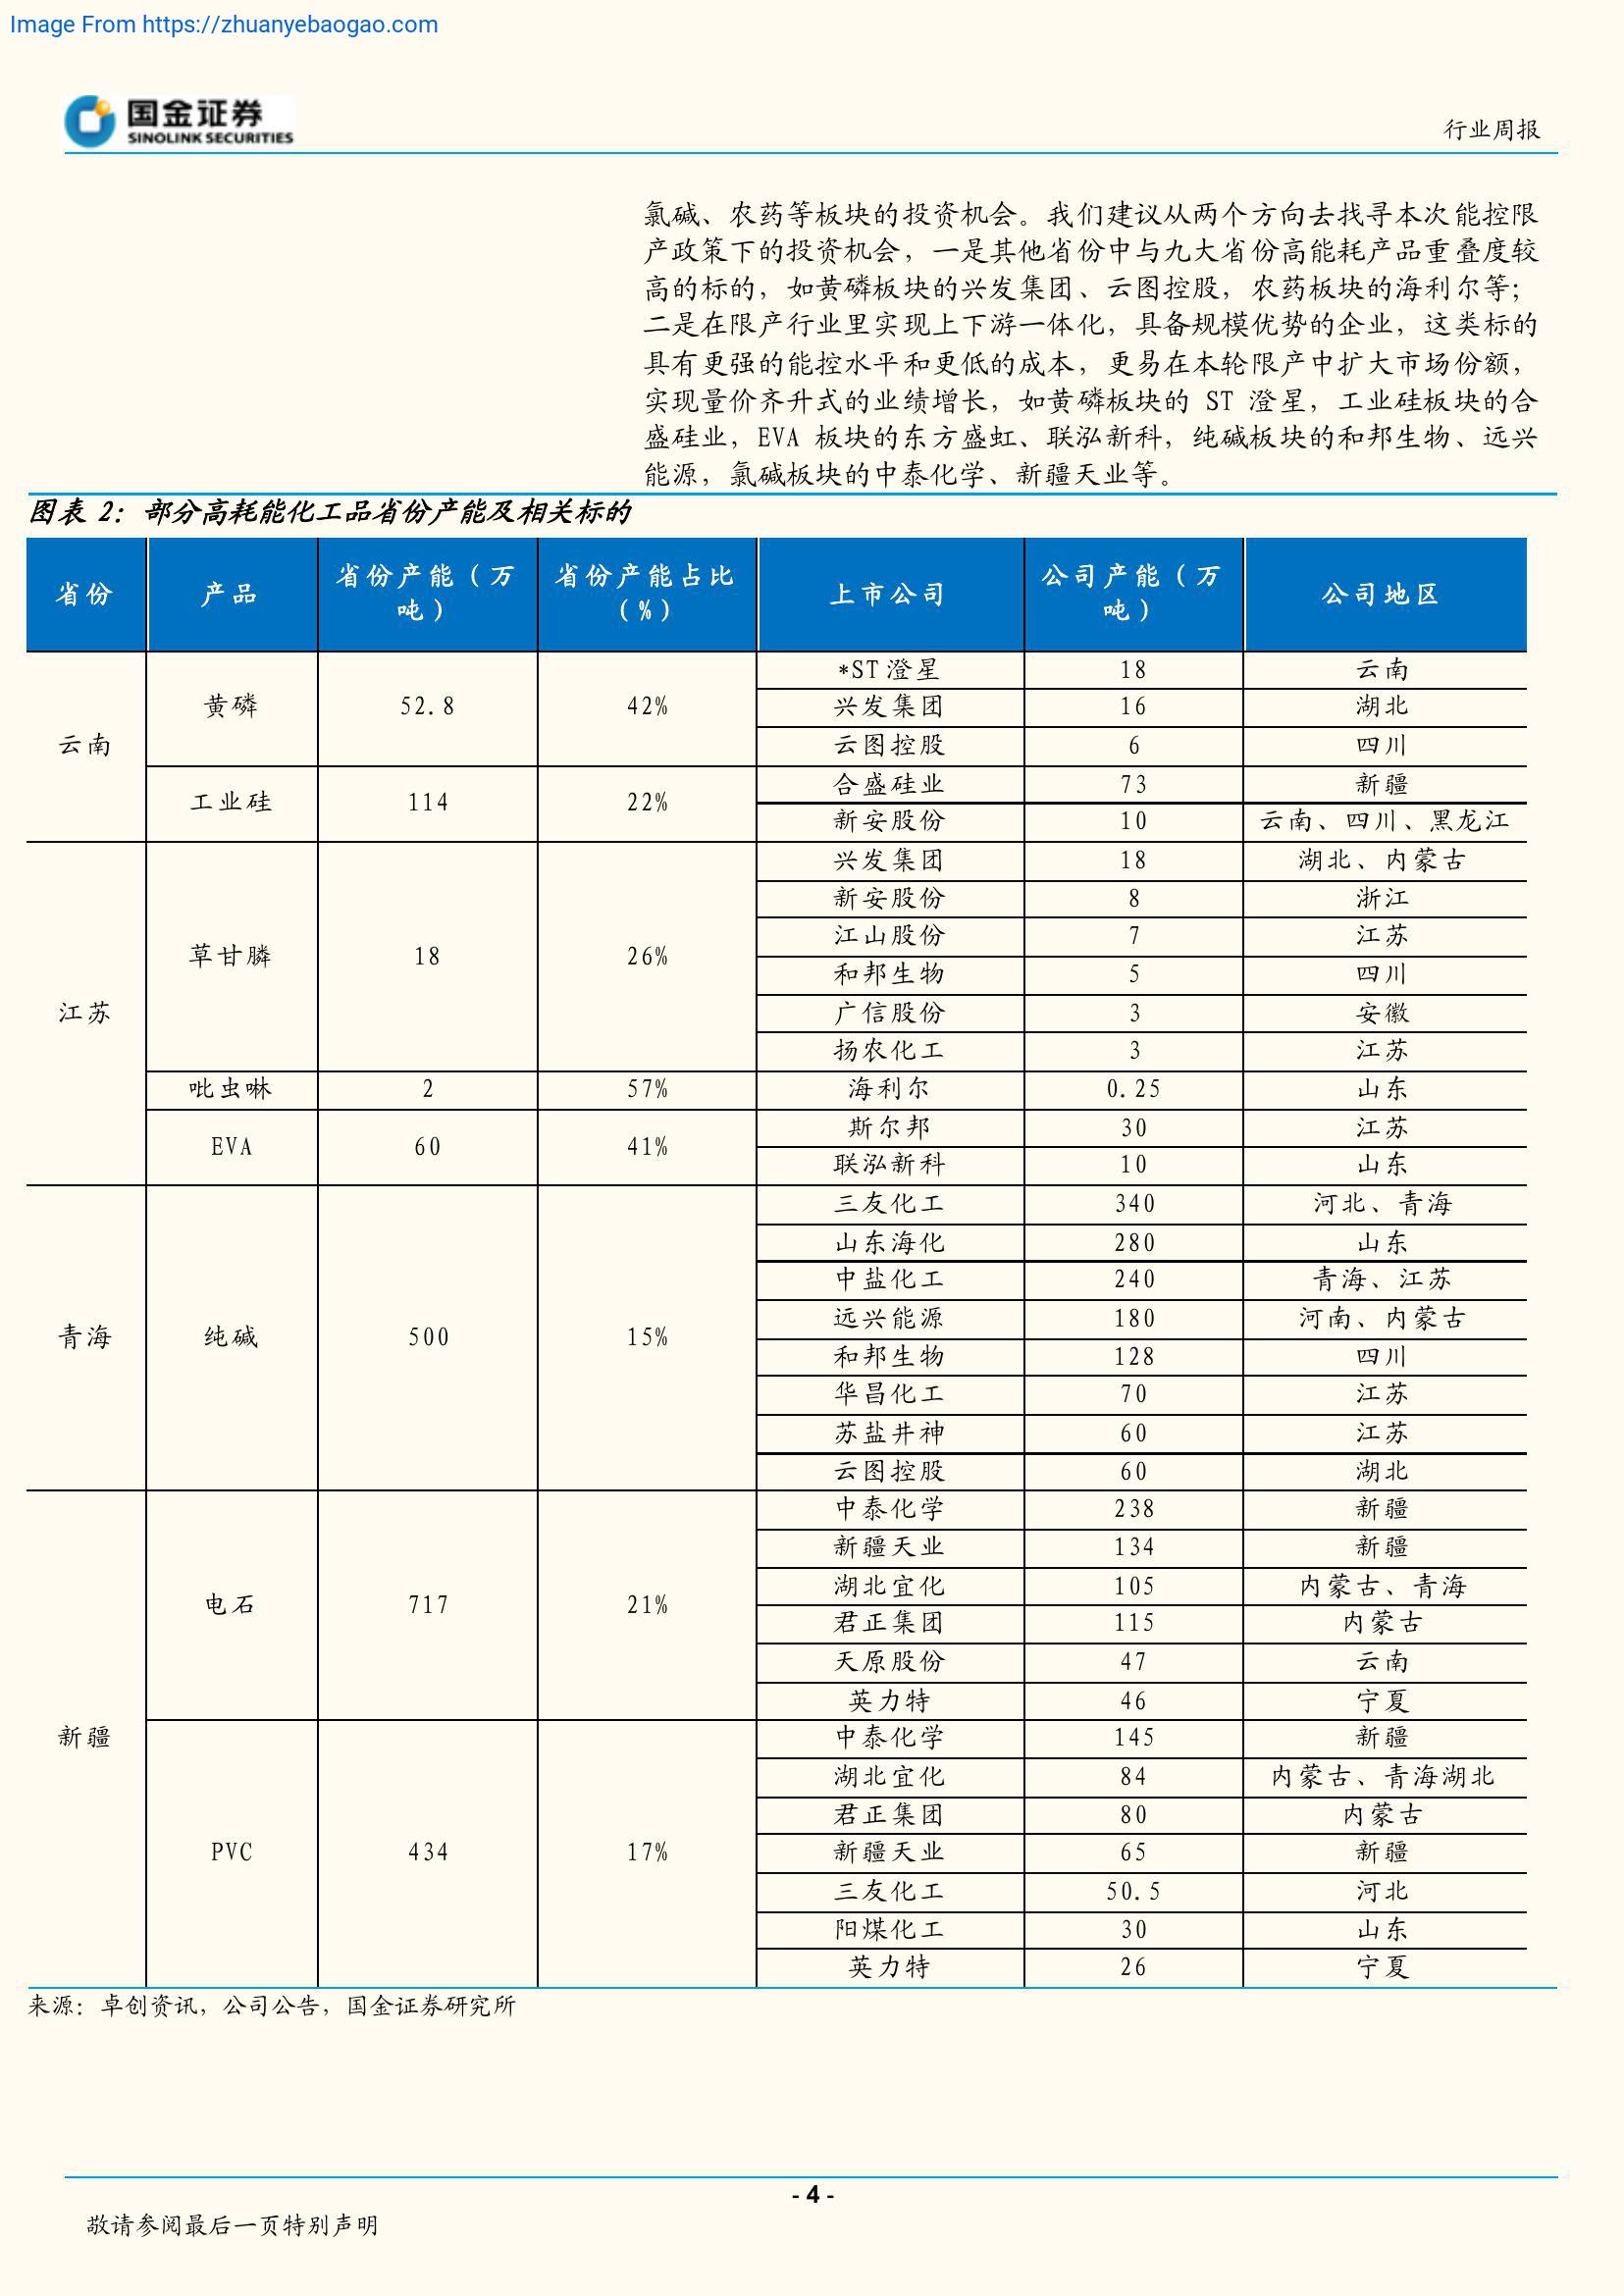 Image From https://zhuanyebaogao.com
国金证券
SINOLINK SECURITIES
行业周报
氯碱、农药等板块的投资机会。我们建议从两个方向去找寻本次能控限
产政策下的投资机会，一是其他省份中与九大省份高能耗产品重叠度较
高的标的，如黄磷板块的兴发集团、云图控股，农药板块的海利尔等；
二是在限产行业里实现上下游一体化，具备规模优势的企业，这类标的
具有更强的能控水平和更低的成本，更易在本轮限产中扩大市场份额，
实现量价齐升式的业绩增长，如黄磷板块的 ST 澄星，工业硅板块的合
盛硅业，EVA 板块的东方盛虹、联泓新科，纯碱板块的和邦生物、远兴
能源，氯碱板块的中泰化学、新疆天业等。
图表 2：部分高耗能化工品省份产能及相关标的
省份 产品 省份产能（万吨） 省份产能占比（%） 上市公司 公司产能（万吨） 公司地区
云南 黄磷 52.8 42% *ST澄星 18 云南
兴发集团 16 湖北
云图控股 6 四川
工业硅 114 22% 合盛硅业 73 新疆
新安股份 10 云南、四川、黑龙江
江苏 草甘膦 18 26% 兴发集团 18 湖北、内蒙古
新安股份 8 浙江
江山股份 7 江苏
和邦生物 5 四川
广信股份 3 安徽
扬农化工 3 江苏
吡虫啉 2 57% 海利尔 0.25 山东
EVA 60 41% 斯尔邦 30 江苏
联泓新科 10 山东
青海 纯碱 500 15% 三友化工 340 河北、青海
山东海化 280 山东
中盐化工 240 青海、江苏
远兴能源 180 河南、内蒙古
和邦生物 128 四川
华昌化工 70 江苏
苏盐井神 60 江苏
云图控股 60 湖北
新疆 电石 717 21% 中泰化学 238 新疆
新疆天业 134 新疆
湖北宜化 105 内蒙古、青海
君正集团 115 内蒙古
天原股份 47 云南
英力特 46 宁夏
PVC 434 17% 中泰化学 145 新疆
湖北宜化 84 内蒙古、青海湖北
君正集团 80 内蒙古
新疆天业 65 新疆
三友化工 50.5 河北
阳煤化工 30 山东
英力特 26 宁夏
来源：卓创资讯，公司公告，国金证券研究所
- 4 -
敬请参阅最后一页特别声明